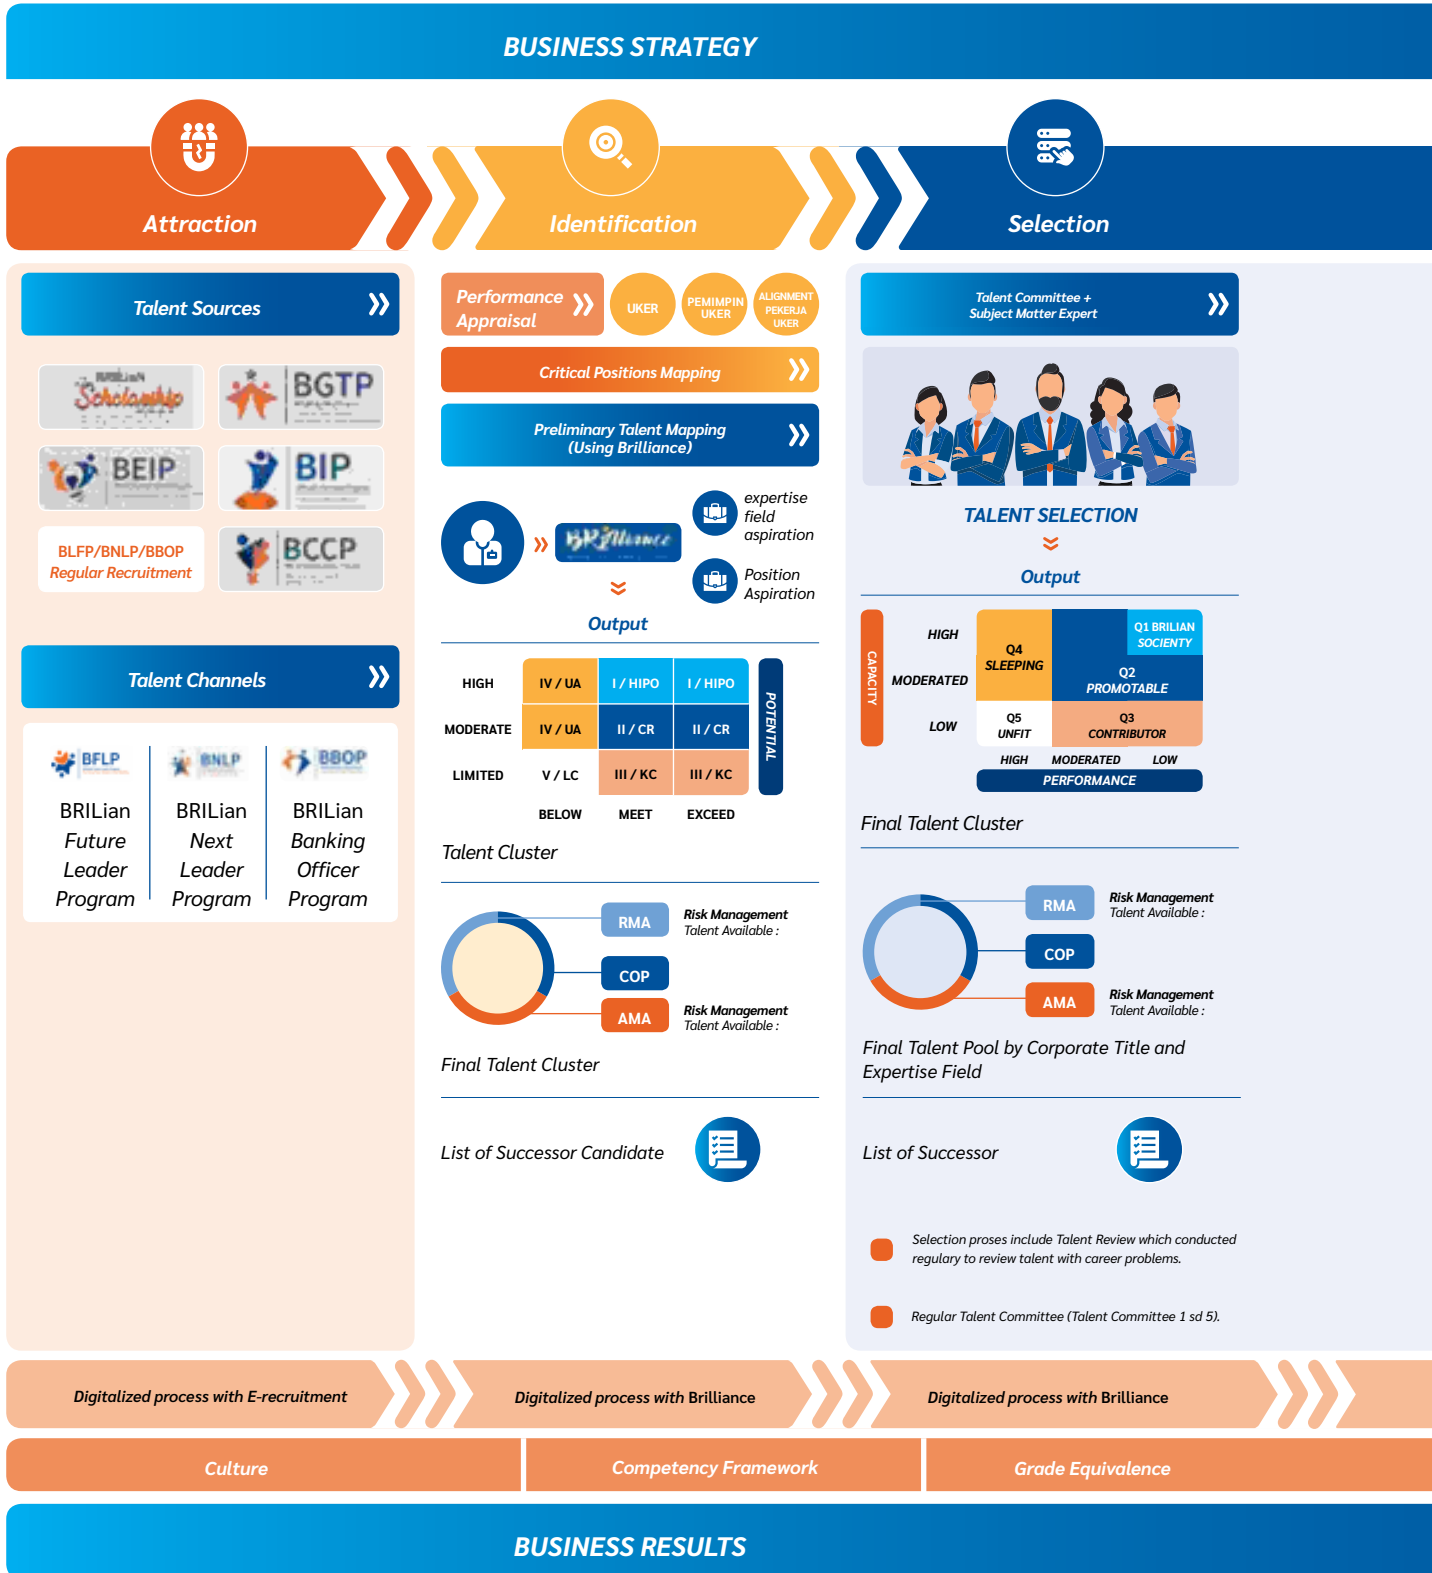 BUSINESS STRATEGY
Attraction
Identification
Selection
Talent Sources
Scholarship
BGTP
BEIP
BIP
BLFP/BNLP/BBOP
Regular Recruitment
BCCP
Talent Channels
BFLP
BNLP
BBOP
BRILian
Future
Leader
Program
BRILian
Next
Leader
Program
BRILian
Banking
Officer
Program
Performance
Appraisal
UKER
PEMIMPIN
UKER
ALIGNMENT
PEKERJA
UKER
Critical Positions Mapping
Preliminary Talent Mapping
(Using Brilliance)
BRIlliance
expertise
field
aspiration
Position
Aspiration
Output
HIGH
IV / UA
I / HIPO
I / HIPO
MODERATE
IV / UA
II / CR
II / CR
LIMITED
V / LC
III / KC
III / KC
POTENTIAL
BELOW
MEET
EXCEED
Talent Cluster
RMA
Risk Management
Talent Available :
COP
AMA
Risk Management
Talent Available :
Final Talent Cluster
List of Successor Candidate
Talent Committee +
Subject Matter Expert
TALENT SELECTION
Output
CAPACITY
HIGH
MODERATED
LOW
Q4
SLEEPING
Q1 BRILIAN
SOCIENTY
Q2
PROMOTABLE
Q5
UNFIT
Q3
CONTRIBUTOR
HIGH
MODERATED
LOW
PERFORMANCE
Final Talent Cluster
RMA
Risk Management
Talent Available :
COP
AMA
Risk Management
Talent Available :
Final Talent Pool by Corporate Title and
Expertise Field
List of Successor
Selection proses include Talent Review which conducted
regulary to review talent with career problems.
Regular Talent Committee (Talent Committee 1 sd 5).
Digitalized process with E-recruitment
Digitalized process with Brilliance
Digitalized process with Brilliance
Culture
Competency Framework
Grade Equivalence
BUSINESS RESULTS